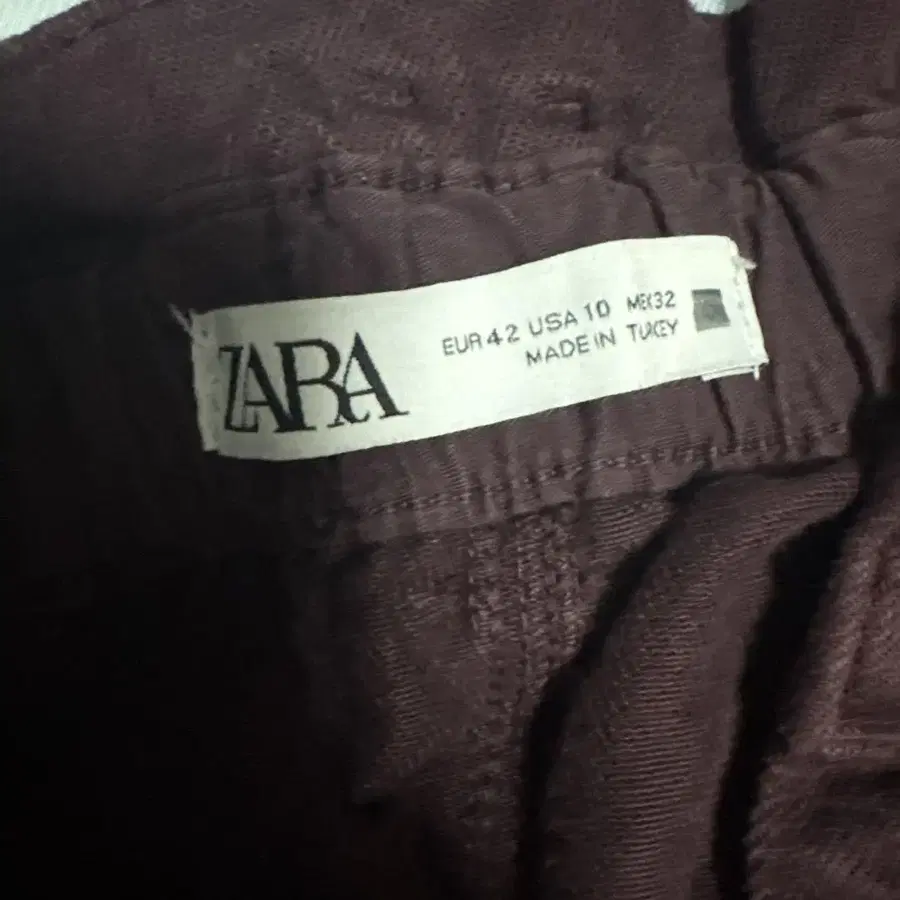 ZARA
EUR 42 USA 10 MEX 32
MADE IN TURKEY